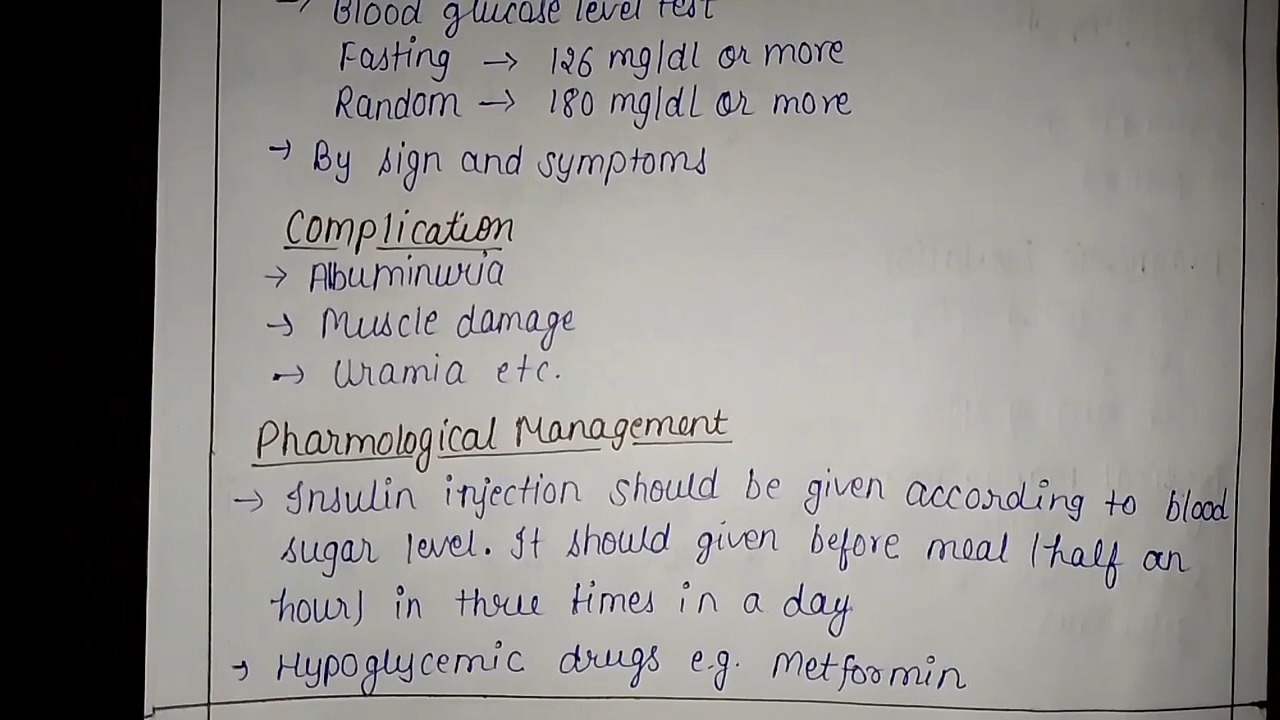 → Blood glucose level test
Fasting → 126 mg/dl or more
Random → 180 mg/dl or more
→ By sign and symptoms
Complication
→ Albuminuria
→ Muscle damage
→ Uramia etc.
Pharmological Management
→ Insulin injection should be given according to blood
sugar level. It should given before meal (half an
hour) in three times in a day
→ Hypoglycemic drugs e.g. Metformin